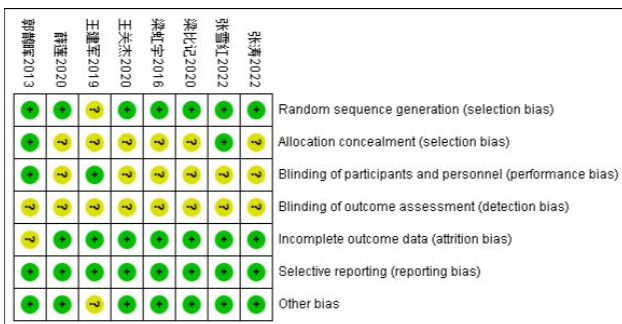 郭鹊晖2013
薛莲2020
王建军2019
王关杰2020
梁虹宇2016
梁比记2020
张雪红2022
张涛2022
+ + ? + + + + + Random sequence generation (selection bias)
+ ? ? ? ? ? + ? Allocation concealment (selection bias)
+ ? + ? ? ? ? ? Blinding of participants and personnel (performance bias)
? ? ? ? ? ? ? ? Blinding of outcome assessment (detection bias)
? + + + + + + + Incomplete outcome data (attrition bias)
+ + + + + + + + Selective reporting (reporting bias)
+ + ? + + + + + Other bias